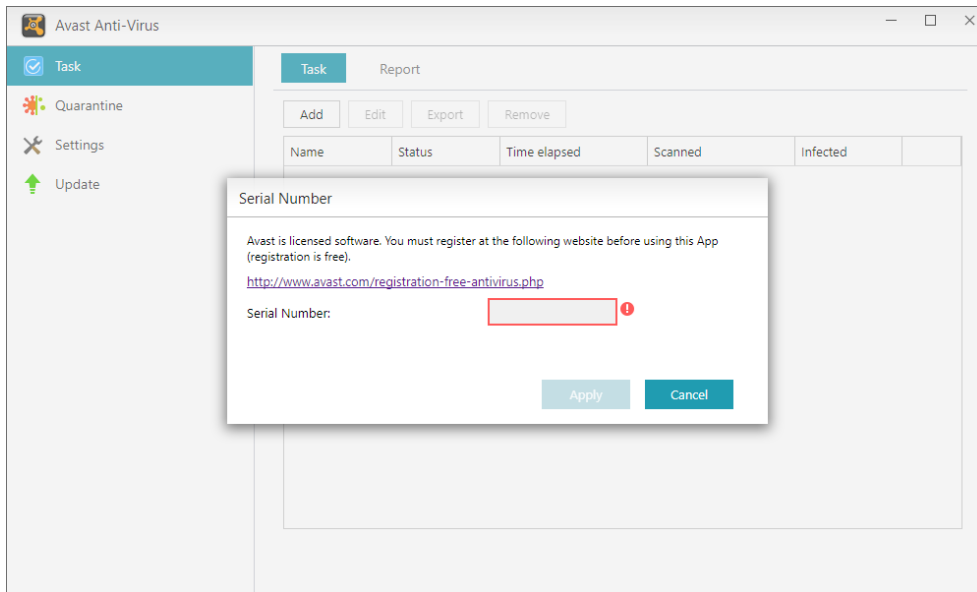 Avast Anti-Virus
Task
Quarantine
Settings
Update
Task Report
Add Edit Export Remove
Name Status Time elapsed Scanned Infected
Serial Number
Avast is licensed software. You must register at the following website before using this App
(registration is free).
http://www.avast.com/registration-free-antivirus.php
Serial Number:
Apply Cancel